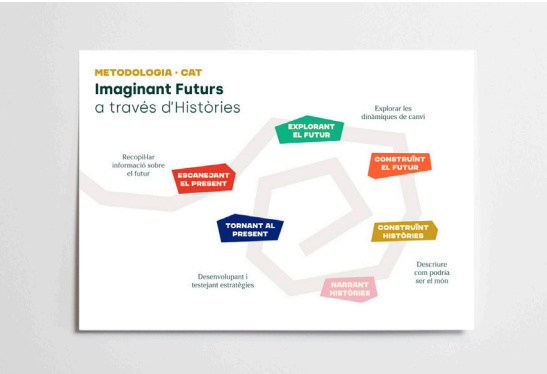 METODOLOGIA · CAT
Imaginant Futurs
a través d'Històries
Explorar les
dinàmiques de canvi
EXPLORANT
EL FUTUR
Recopil·lar
informació sobre
el futur
CONSTRUÏNT
EL FUTUR
ESCANEJANT
EL PRESENT
TORNANT AL
PRESENT
CONSTRUÏNT
HISTÒRIES
Descriure
com podria
ser el món
Desenvolupant i
testejant estratègies
NARRANT
HISTÒRIES